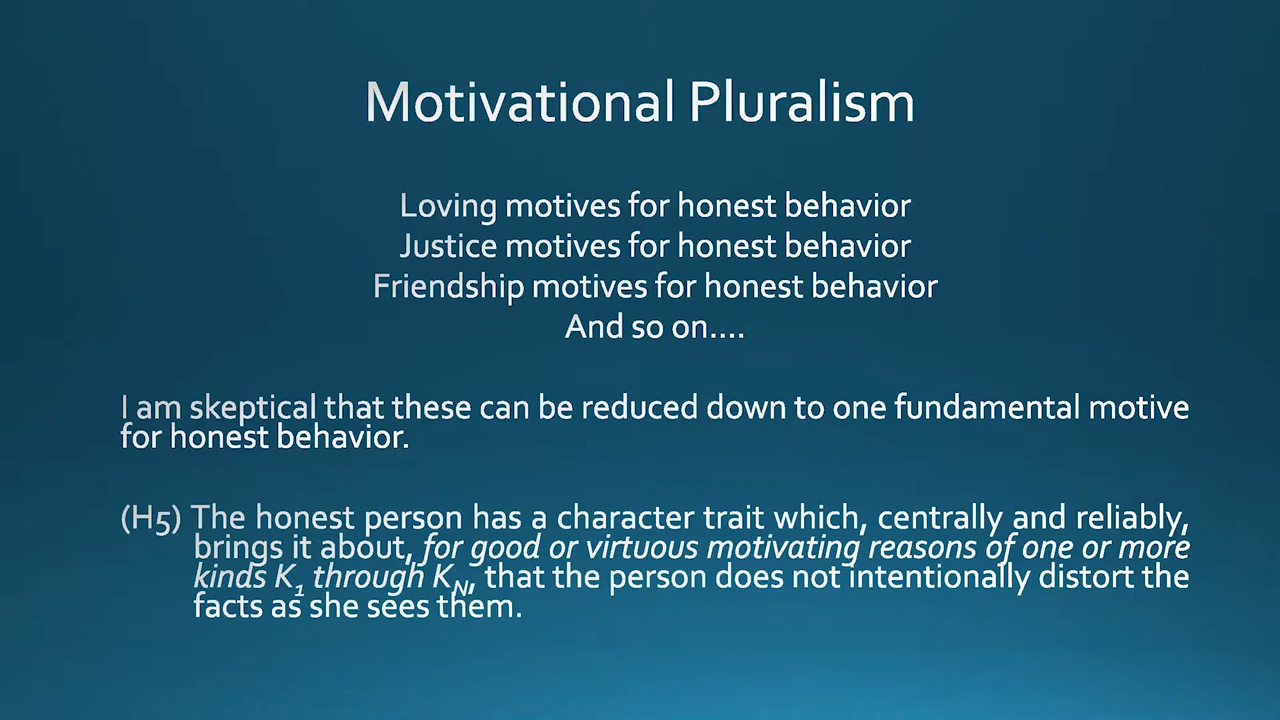 Motivational Pluralism
Loving motives for honest behavior
Justice motives for honest behavior
Friendship motives for honest behavior
And so on....
I am skeptical that these can be reduced down to one fundamental motive
for honest behavior.
(H5) The honest person has a character trait which, centrally and reliably,
brings it about, for good or virtuous motivating reasons of one or more
kinds K₁ through K_N, that the person does not intentionally distort the
facts as she sees them.